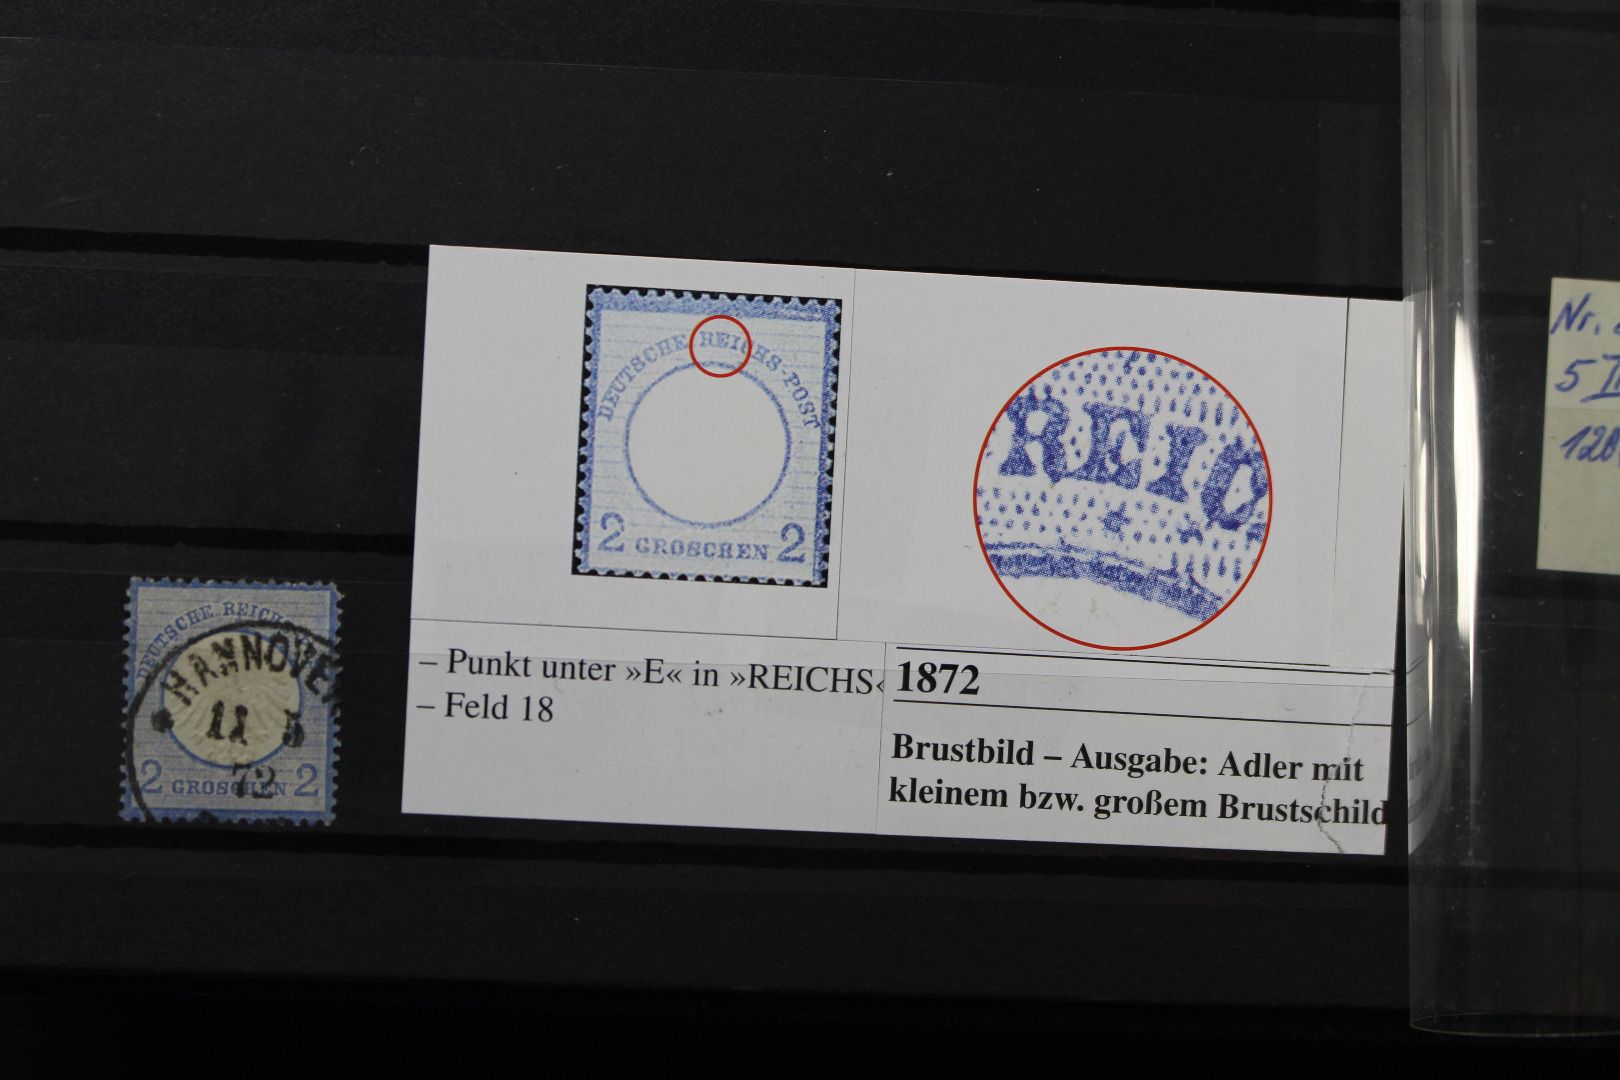 DEUTSCHE REICHS
HANNOVER
11 5
72
2 GROSCHEN 2
DEUTSCHE REICHS-POST
2 GROSCHEN 2
REIC
– Punkt unter »E« in »REICHS«
– Feld 18
1872
Brustbild – Ausgabe: Adler mit
kleinem bzw. großem Brustschild
Nr.
5 II